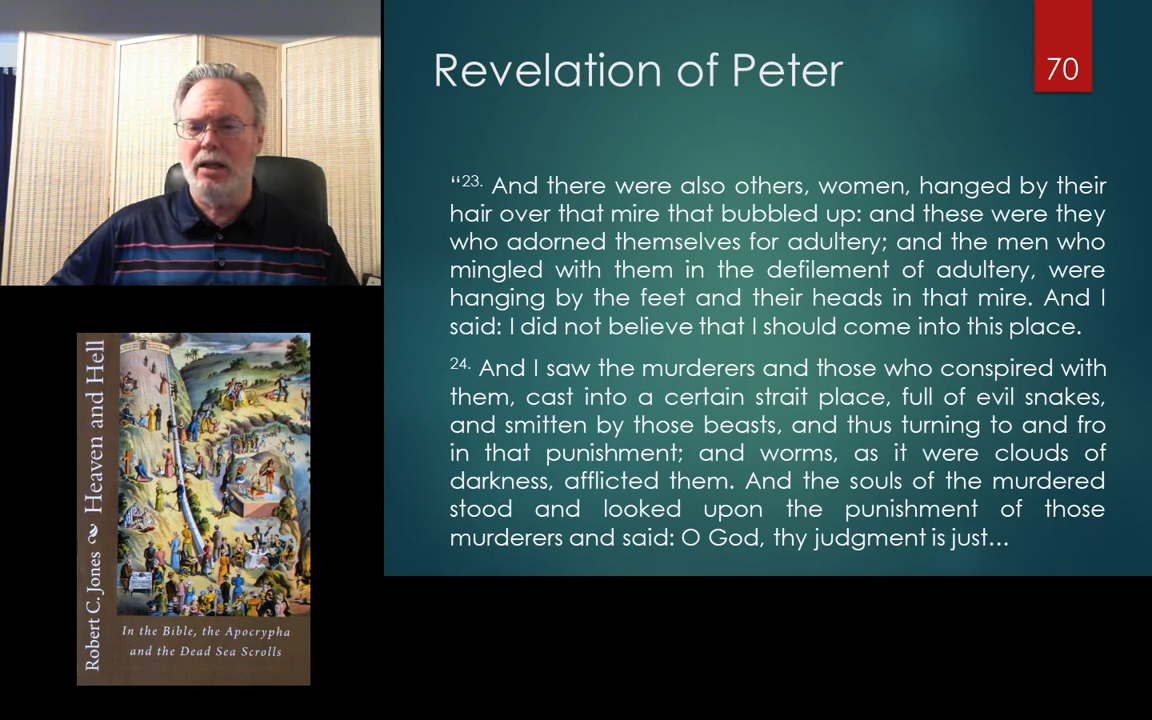 Revelation of Peter
70
“23. And there were also others, women, hanged by their
hair over that mire that bubbled up: and these were they
who adorned themselves for adultery; and the men who
mingled with them in the defilement of adultery, were
hanging by the feet and their heads in that mire. And I
said: I did not believe that I should come into this place.
24. And I saw the murderers and those who conspired with
them, cast into a certain strait place, full of evil snakes,
and smitten by those beasts, and thus turning to and fro
in that punishment; and worms, as it were clouds of
darkness, afflicted them. And the souls of the murdered
stood and looked upon the punishment of those
murderers and said: O God, thy judgment is just…
Robert C. Jones Heaven and Hell
In the Bible, the Apocrypha
and the Dead Sea Scrolls